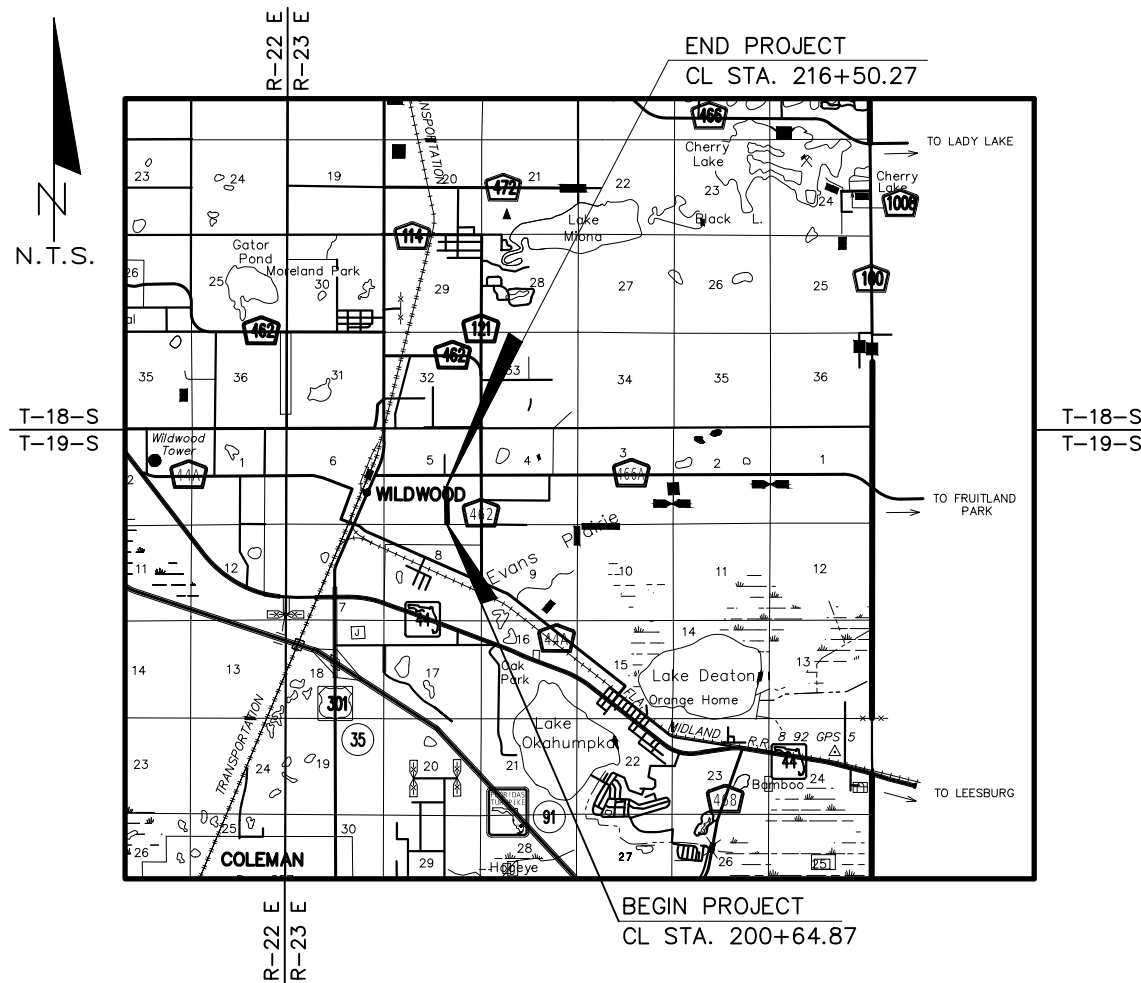 R-22 E
R-23 E
END PROJECT
CL STA. 216+50.27
N
N.T.S.
NSPORTATION
466
TO LADY LAKE
Cherry
Lake
23
24
19
20
21
22
23
24
Cherry
Lake
472
1008
Lake
Miona
Black L.
114
Gator
Pond
Moreland Park
26
25
30
29
28
27
26
25
100
al
462
121
462
35
36
31
32
33
34
35
36
T-18-S
T-19-S
T-18-S
T-19-S
Wildwood
Tower
44A
1
6
5
4
3
2
1
466A
2
WILDWOOD
462
TO FRUITLAND
PARK
Evans Prairie
11
12
7
8
9
10
11
12
44
J
16
44A
14
13
18
17
Oak
Park
15
14
13
Lake Deaton
Orange Home
301
35
TRANSPORTATION
Lake
Okahumpka
FLA. MIDLAND R.R.
8 92 GPS 5
44
23
24
19
20
21
22
23
24
Bamboo
TO LEESBURG
468
91
25
30
26
COLEMAN
29
28
27
26
25
BEGIN PROJECT
CL STA. 200+64.87
R-22 E
R-23 E